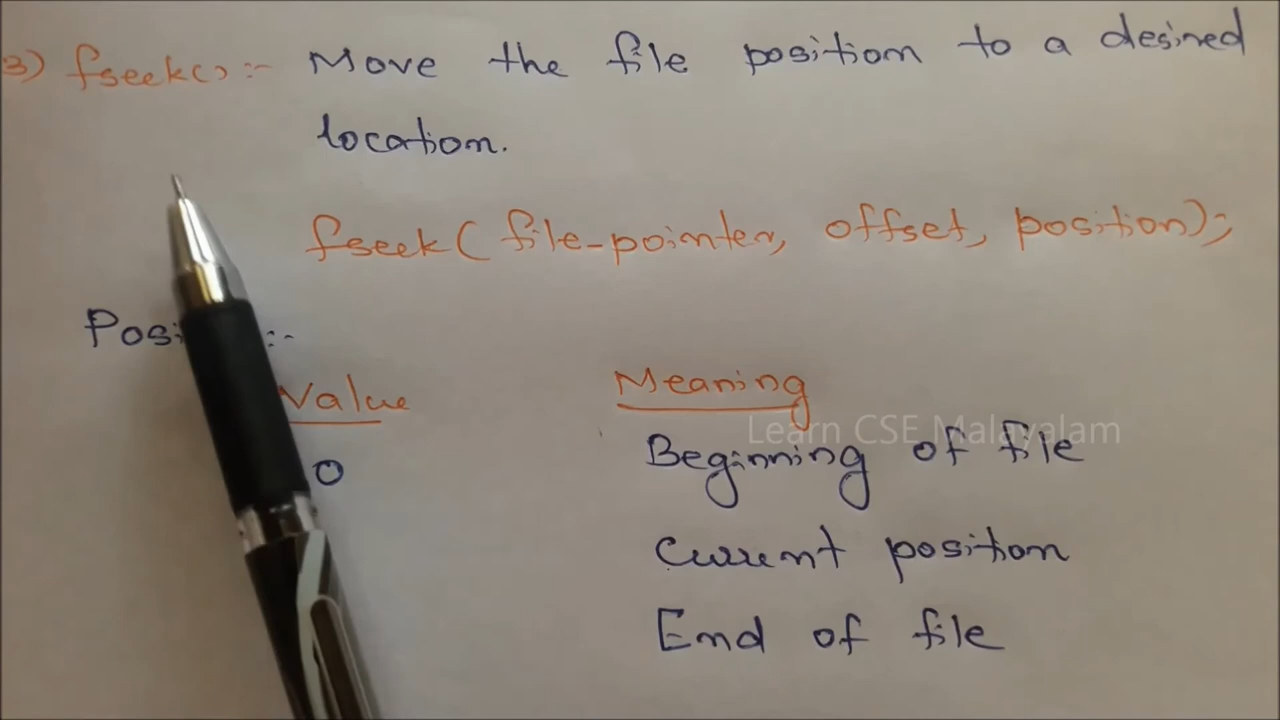 3) fseek() :- Move the file position to a desired
location.
fseek( file-pointer, offset, position);
:-
Value Meaning
Learn CSE Malayalam
0 Beginning of file
Current position
End of file